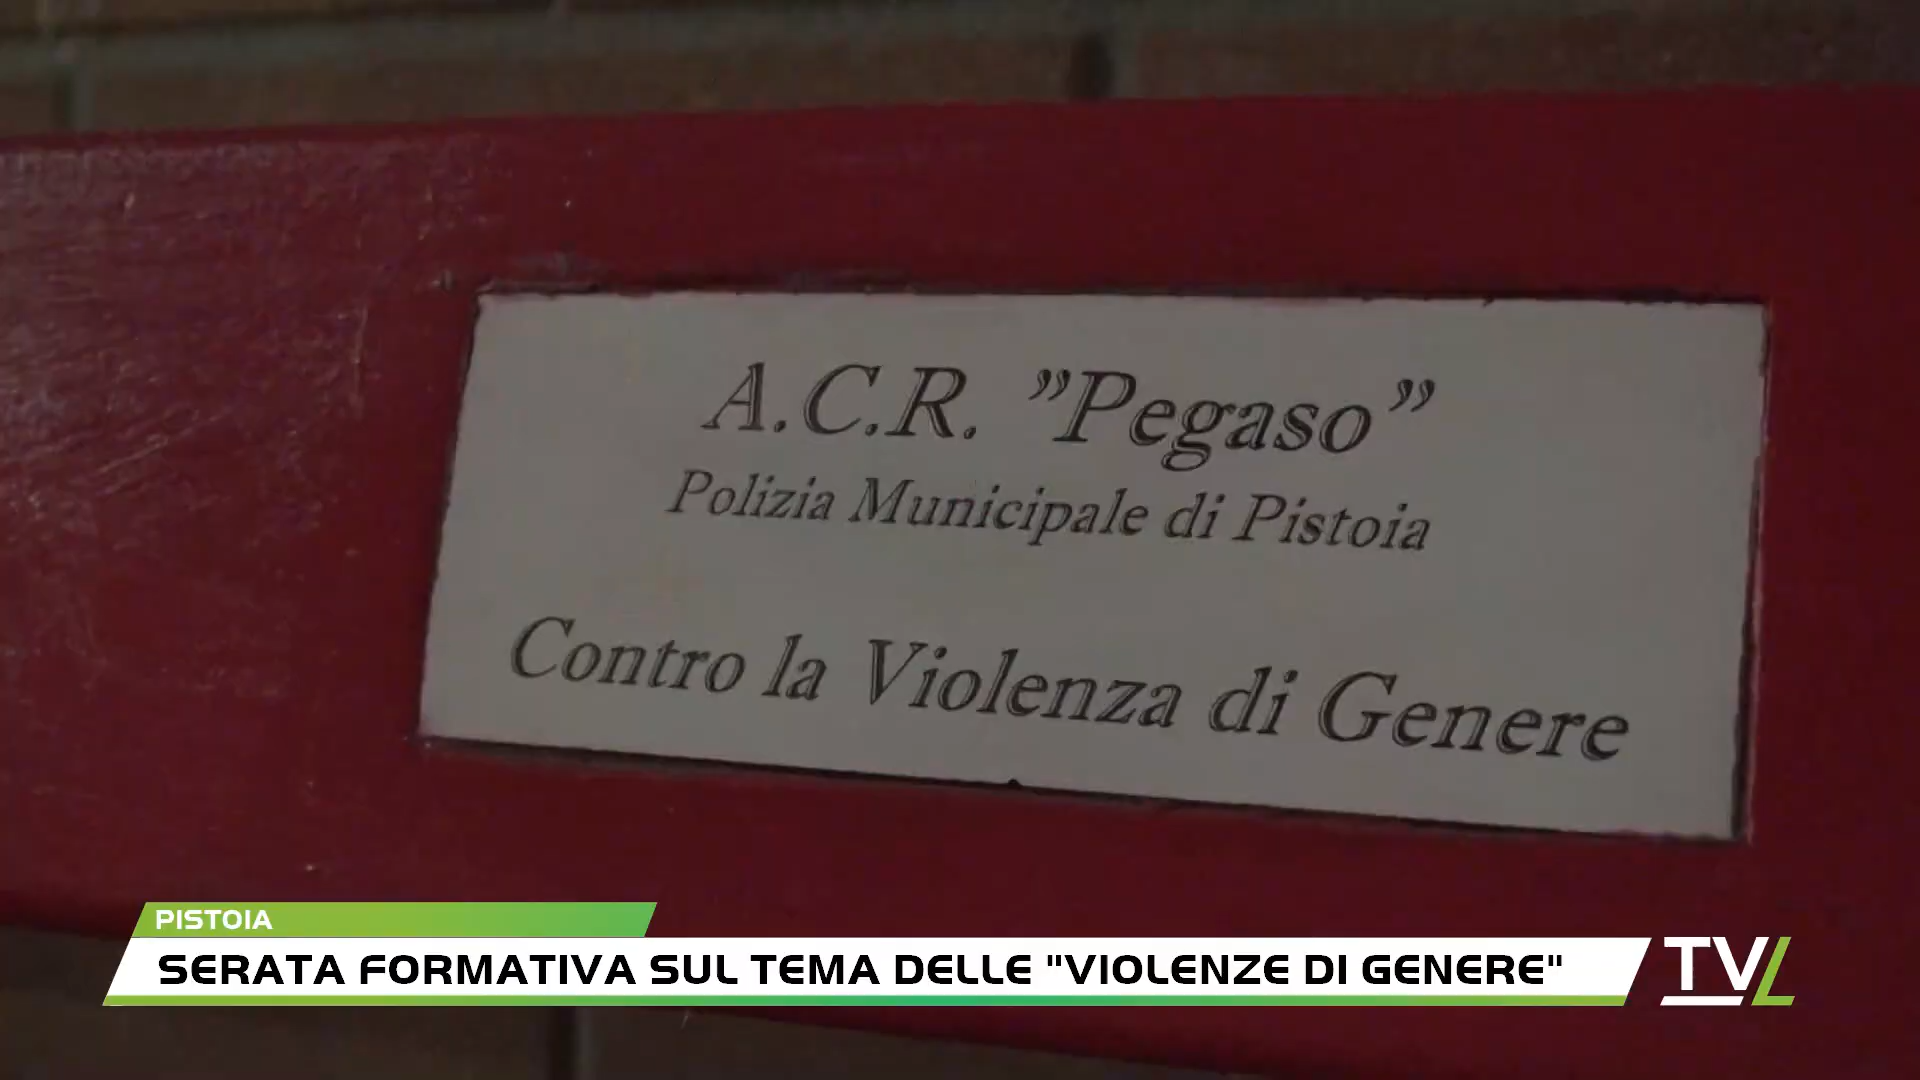 A.C.R. "Pegaso"
Polizia Municipale di Pistoia
Contro la Violenza di Genere
PISTOIA
SERATA FORMATIVA SUL TEMA DELLE "VIOLENZE DI GENERE"
TVL